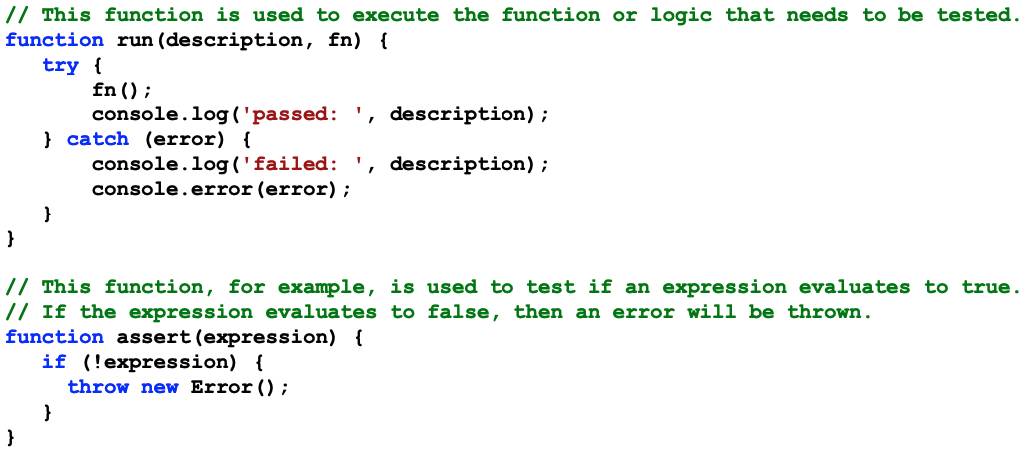 // This function is used to execute the function or logic that needs to be tested.
function run(description, fn) {
   try {
       fn();
       console.log('passed: ', description);
   } catch (error) {
       console.log('failed: ', description);
       console.error(error);
   }
}

// This function, for example, is used to test if an expression evaluates to true.
// If the expression evaluates to false, then an error will be thrown.
function assert(expression) {
   if (!expression) {
     throw new Error();
   }
}